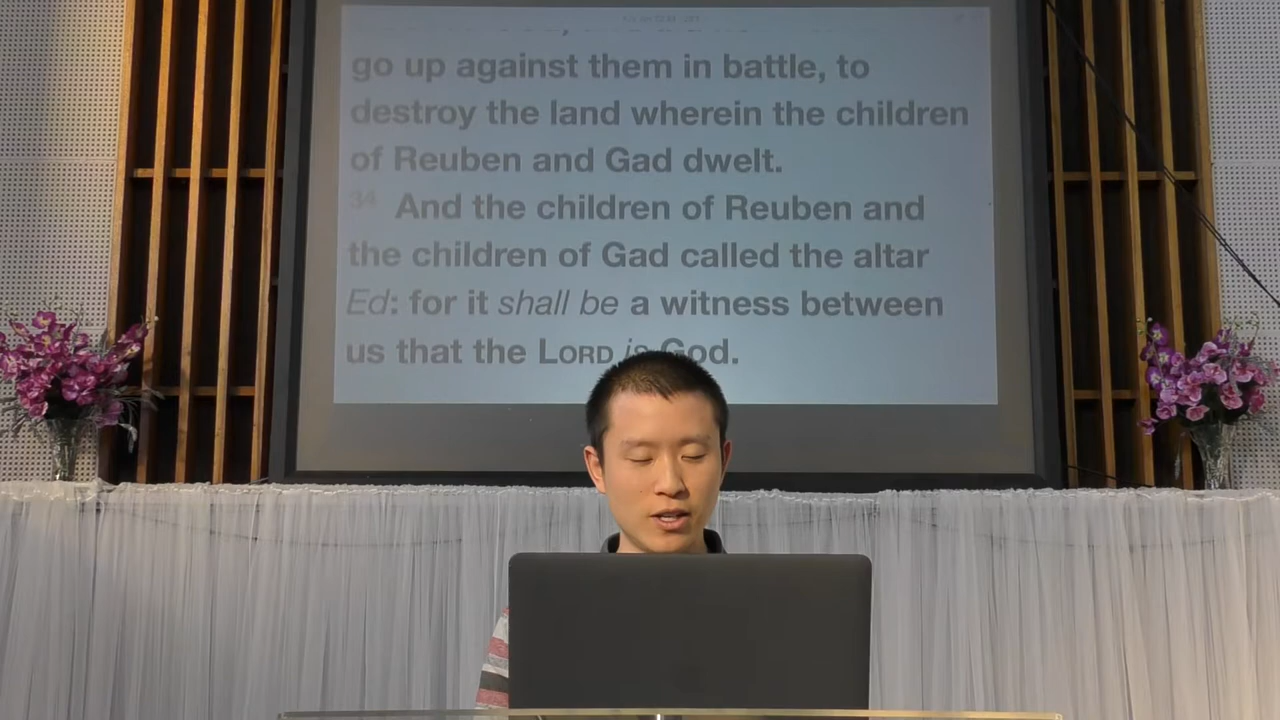 go up against them in battle, to
destroy the land wherein the children
of Reuben and Gad dwelt.
34 And the children of Reuben and
the children of Gad called the altar
Ed: for it shall be a witness between
us that the LORD is God.